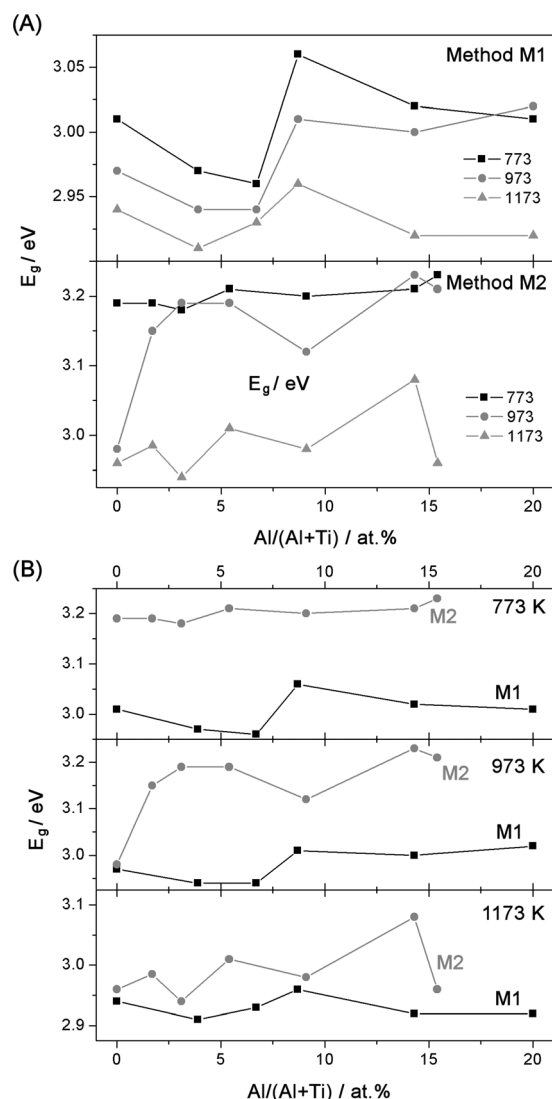 (A)
Method M1
3.05
3.00
2.95
773
973
1173
E_g / eV
Method M2
3.2
3.1
3.0
E_g / eV
773
973
1173
0 5 10 15 20
Al/(Al+Ti) / at.%
(B)
0 5 10 15 20
773 K
3.2
3.1
3.0
M2
M1
973 K
3.2
3.0
M2
M1
E_g / eV
1173 K
3.1
3.0
2.9
M2
M1
0 5 10 15 20
Al/(Al+Ti) / at.%